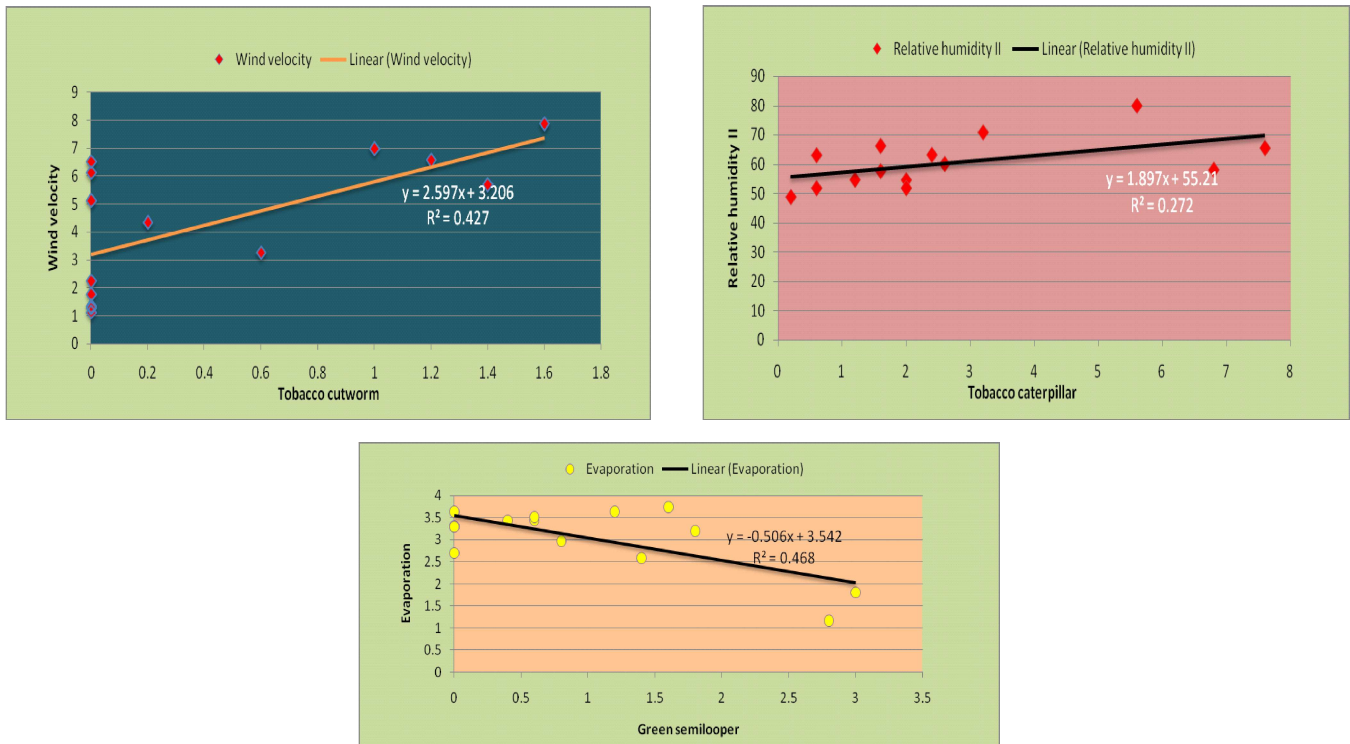 Wind velocity Linear (Wind velocity)
9
8
7
6
5
4
3
2
1
0
Wind velocity
y = 2.597x + 3.206
R² = 0.427
0 0.2 0.4 0.6 0.8 1 1.2 1.4 1.6 1.8
Tobacco cutworm
Relative humidity II Linear (Relative humidity II)
90
80
70
60
50
40
30
20
10
0
Relative humidity II
y = 1.897x + 55.21
R² = 0.272
0 1 2 3 4 5 6 7 8
Tobacco caterpillar
Evaporation Linear (Evaporation)
4
3.5
3
2.5
2
1.5
1
0.5
0
Evaporation
y = -0.506x + 3.542
R² = 0.468
0 0.5 1 1.5 2 2.5 3 3.5
Green semilooper